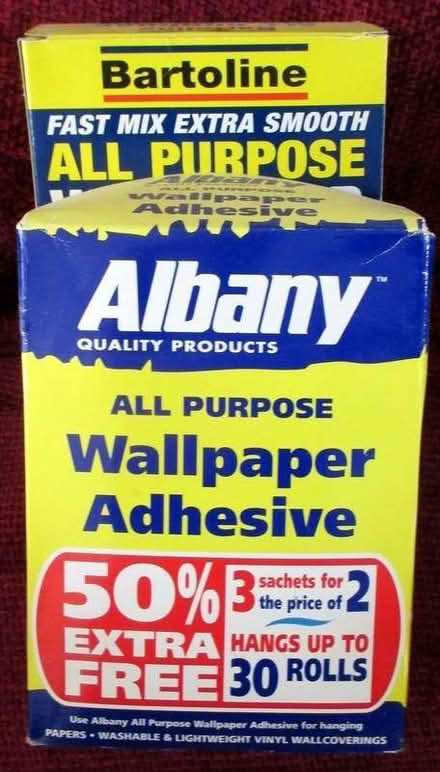 Bartoline
FAST MIX EXTRA SMOOTH
ALL PURPOSE
Albany
ALL PURPOSE
Wallpaper
Adhesive
Albany™
QUALITY PRODUCTS
ALL PURPOSE
Wallpaper
Adhesive
50%
EXTRA
FREE
3 sachets for
the price of 2
HANGS UP TO
30 ROLLS
Use Albany All Purpose Wallpaper Adhesive for hanging
PAPERS • WASHABLE & LIGHTWEIGHT VINYL WALLCOVERINGS